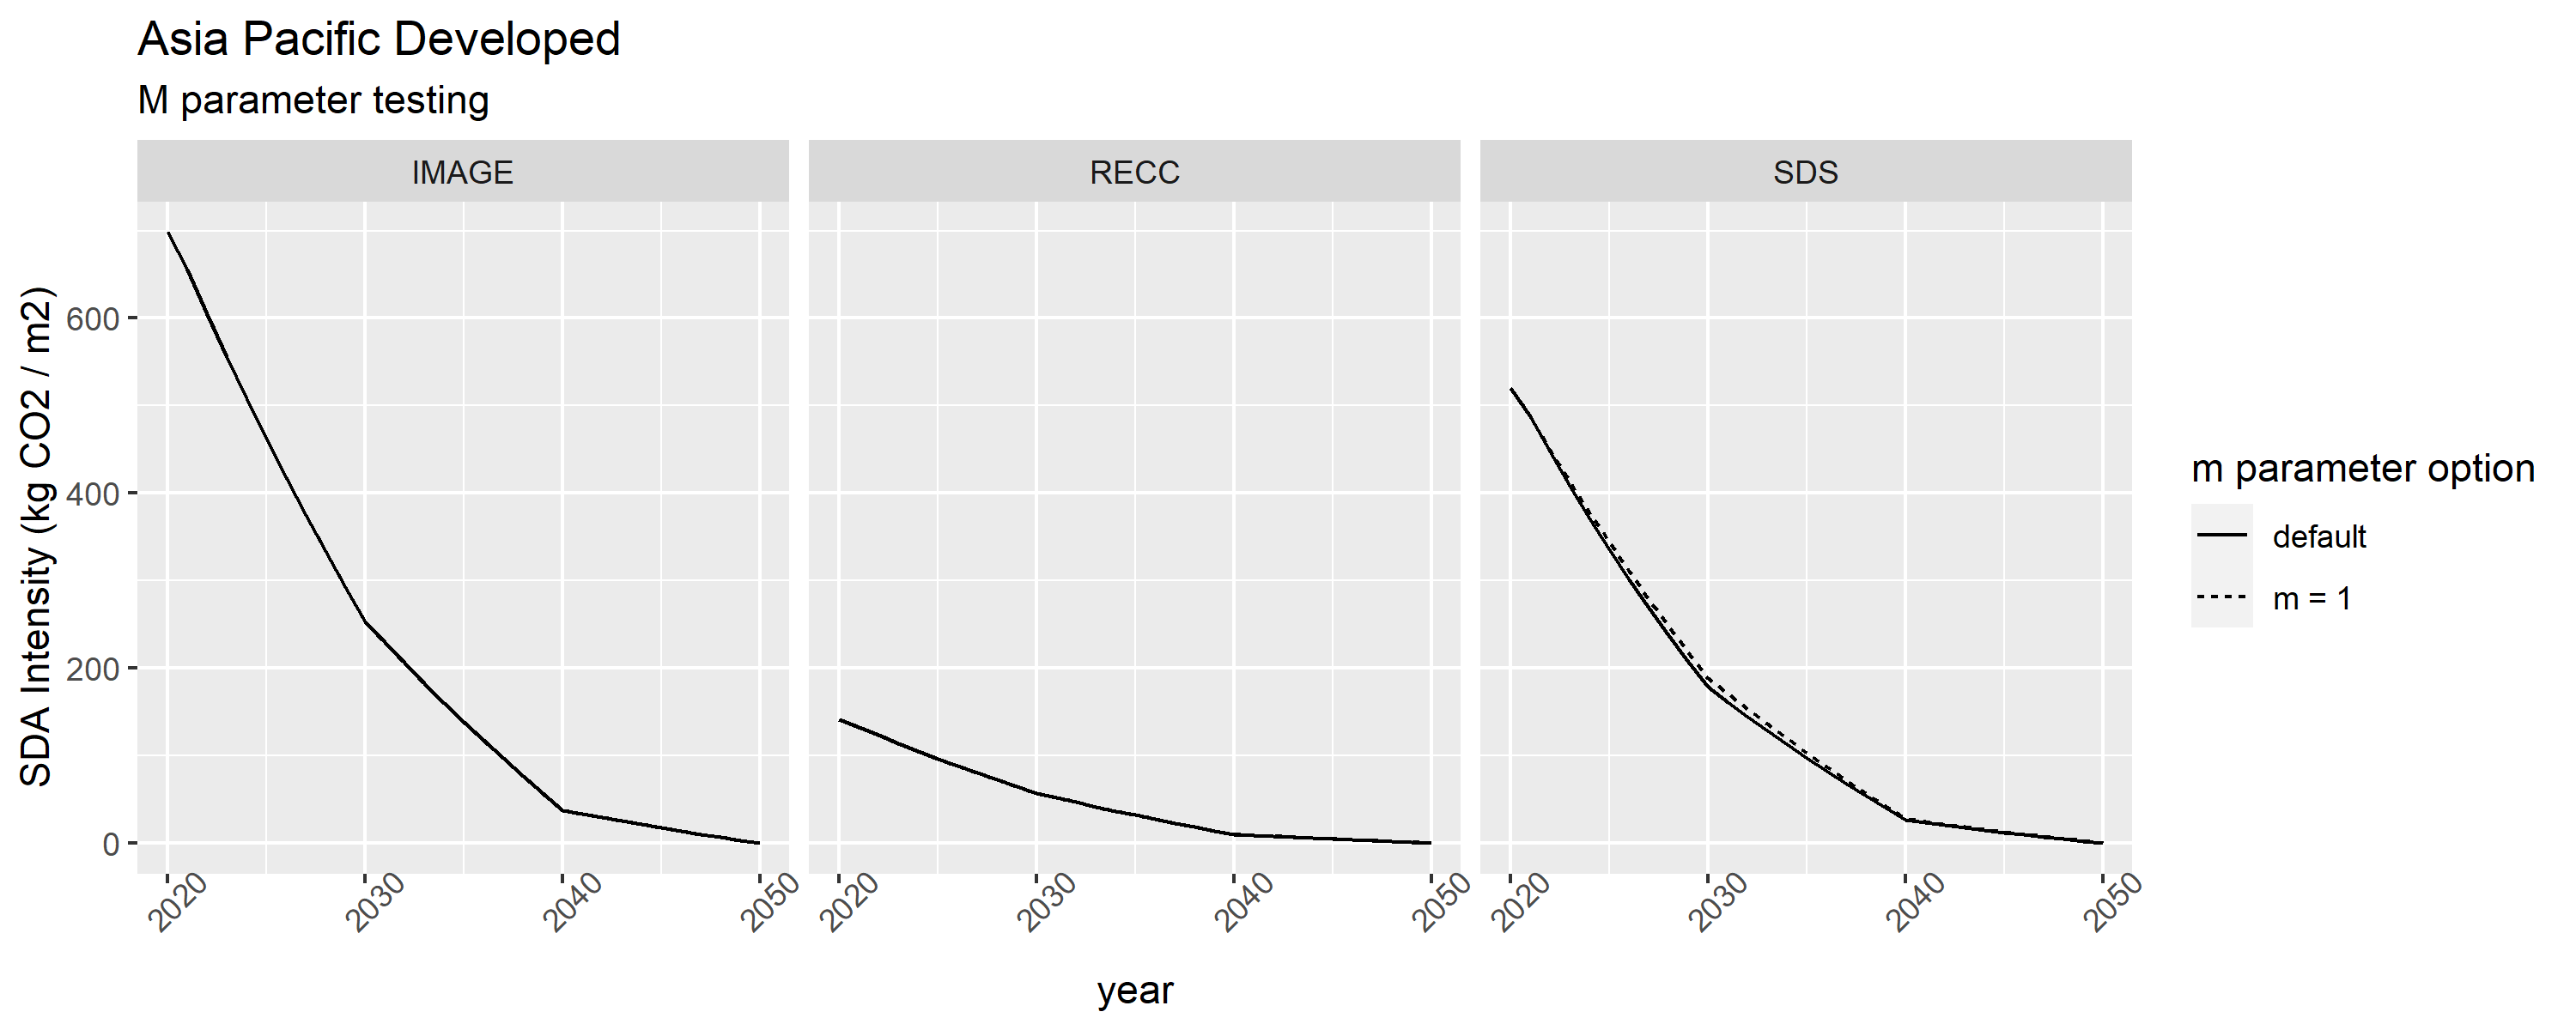 Asia Pacific Developed
M parameter testing
IMAGE
RECC
SDS
SDA Intensity (kg CO2 / m2)
600
400
200
0
2020 2030 2040 2050
2020 2030 2040 2050
2020 2030 2040 2050
year
m parameter option
default
m = 1